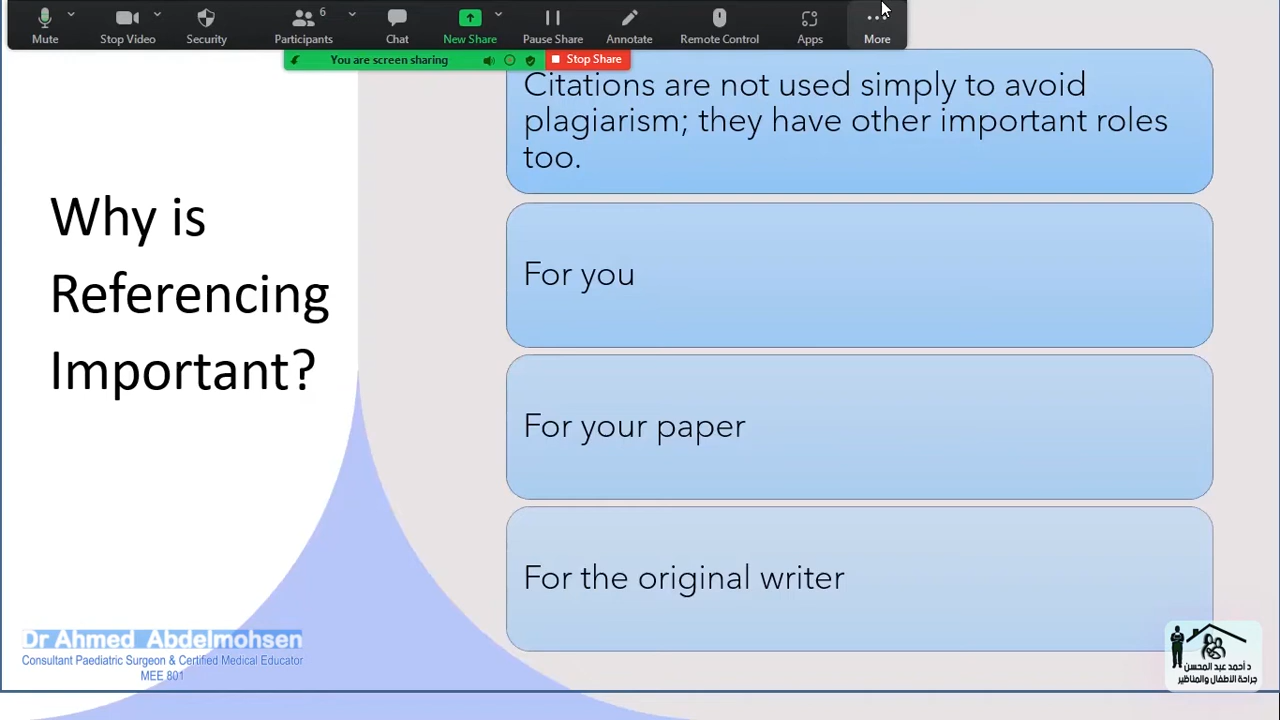 Mute
Stop Video
Security
Participants
6
Chat
New Share
Pause Share
Annotate
Remote Control
Apps
More
You are screen sharing
Stop Share
Why is
Referencing
Important?
Citations are not used simply to avoid
plagiarism; they have other important roles
too.
For you
For your paper
For the original writer
Dr Ahmed Abdelmohsen
Consultant Paediatric Surgeon & Certified Medical Educator
MEE 801
د أحمد عبد المحسن
جراحة الأطفال والمناظير